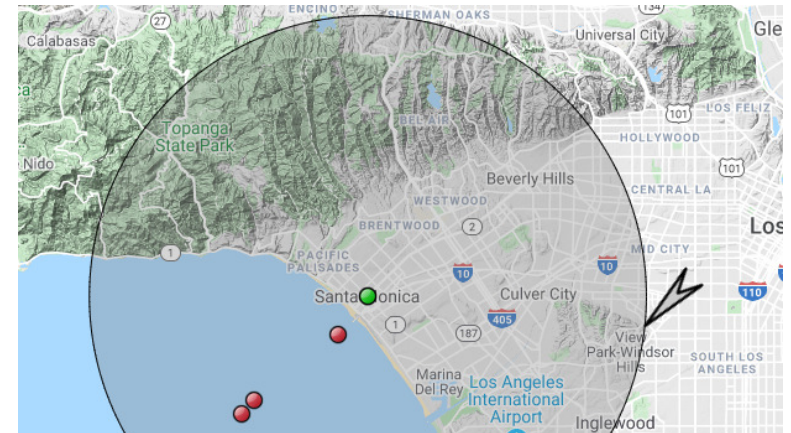 ENCINO
SHERMAN OAKS
134
27
Calabasas
Universal City
Gle
ca
101
LOS FELIZ
BEL AIR
Topanga
State Park
HOLLYWOOD
Nido
101
Beverly Hills
CENTRAL LA
WESTWOOD
BRENTWOOD
2
Los
MID CITY
1
PACIFIC
PALISADES
10
10
110
Culver City
405
1
187
View
Park-Windsor
Hills
SOUTH LOS
ANGELES
Marina
Del Rey
Los Angeles
International
Airport
Inglewood